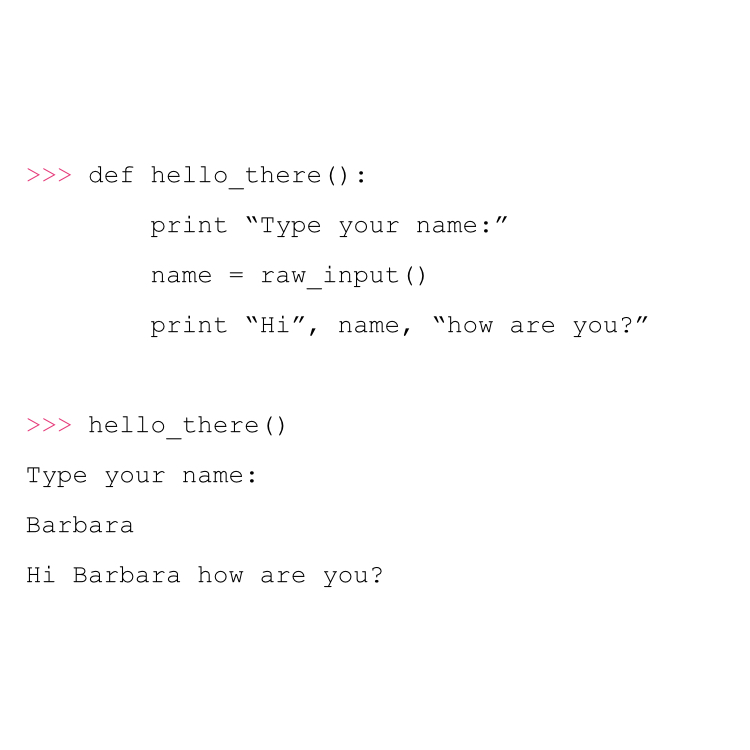 >>> def hello_there():
        print “Type your name:”
        name = raw_input()
        print “Hi”, name, “how are you?”
>>> hello_there()
Type your name:
Barbara
Hi Barbara how are you?